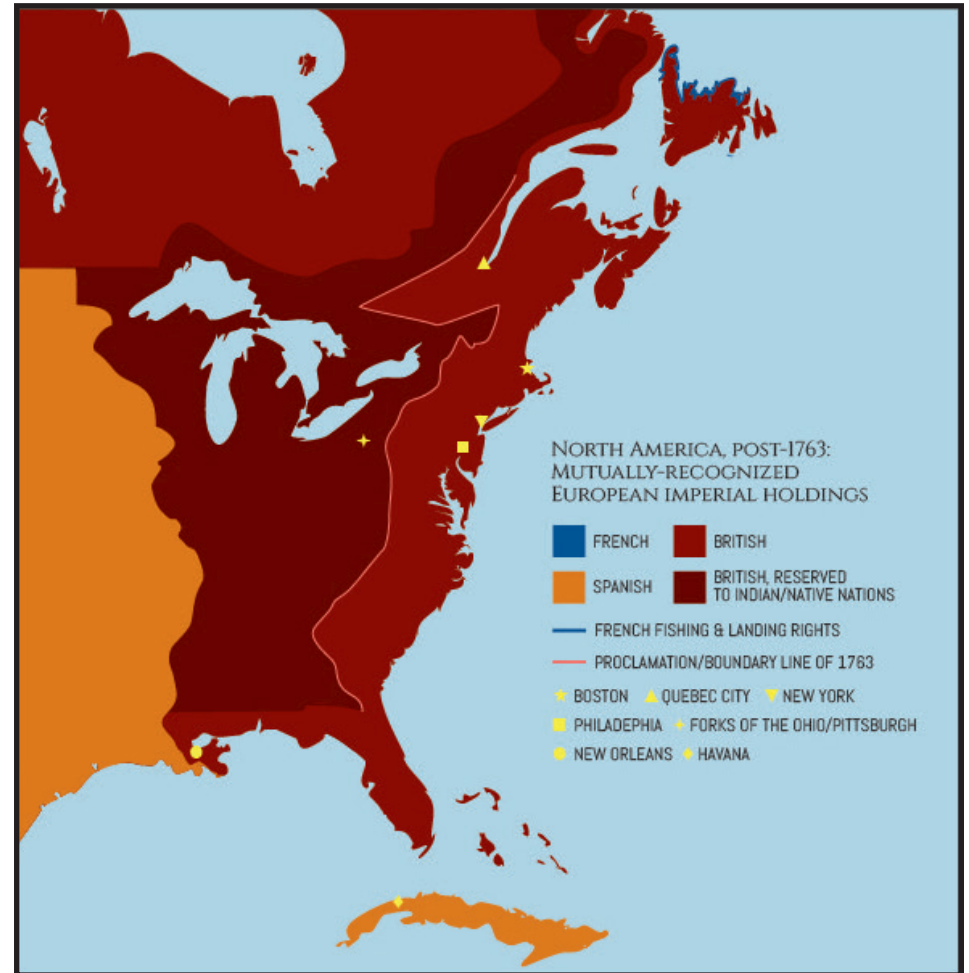 NORTH AMERICA, POST-1763:
MUTUALLY-RECOGNIZED
EUROPEAN IMPERIAL HOLDINGS
FRENCH
BRITISH
SPANISH
BRITISH, RESERVED
TO INDIAN/NATIVE NATIONS
FRENCH FISHING & LANDING RIGHTS
PROCLAMATION/BOUNDARY LINE OF 1763
BOSTON
QUEBEC CITY
NEW YORK
PHILADEPHIA
FORKS OF THE OHIO/PITTSBURGH
NEW ORLEANS
HAVANA